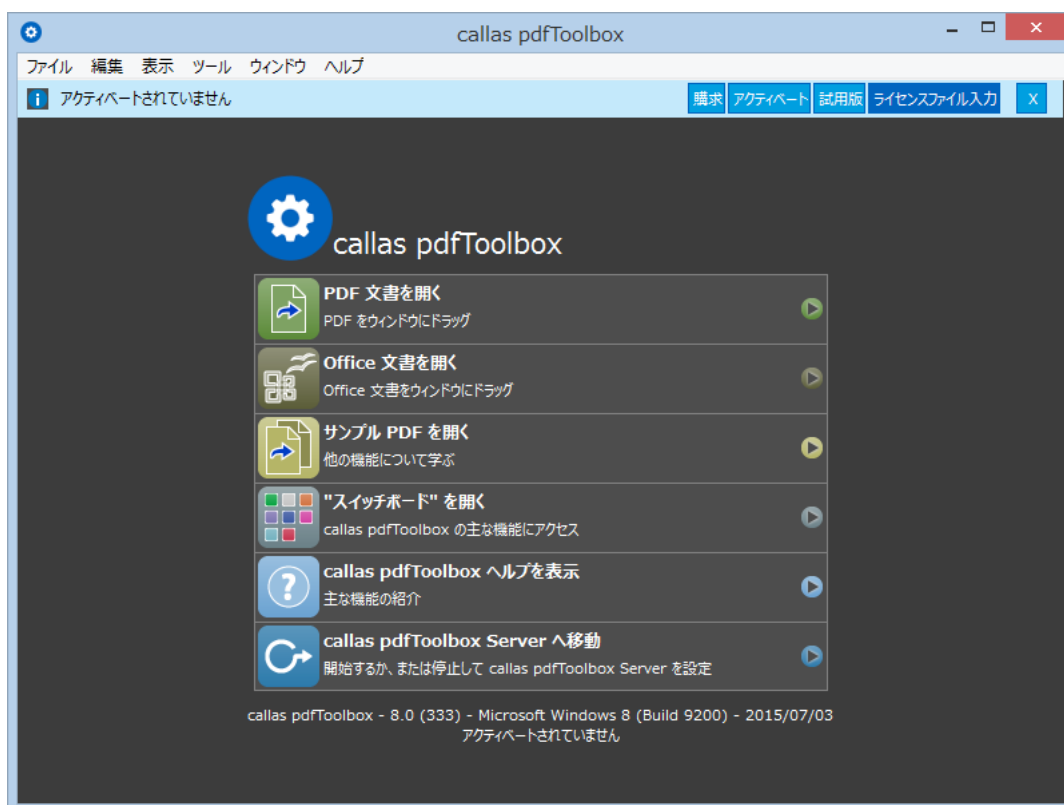 callas pdfToolbox
ファイル 編集 表示 ツール ウィンドウ ヘルプ
アクティベートされていません 購求 アクティベート 試用版 ライセンスファイル入力 X
callas pdfToolbox
PDF 文書を開く
PDF をウィンドウにドラッグ
Office 文書を開く
Office 文書をウィンドウにドラッグ
サンプル PDF を開く
他の機能について学ぶ
"スイッチボード" を開く
callas pdfToolbox の主な機能にアクセス
callas pdfToolbox ヘルプを表示
主な機能の紹介
callas pdfToolbox Server へ移動
開始するか、または停止して callas pdfToolbox Server を設定
callas pdfToolbox - 8.0 (333) - Microsoft Windows 8 (Build 9200) - 2015/07/03
アクティベートされていません